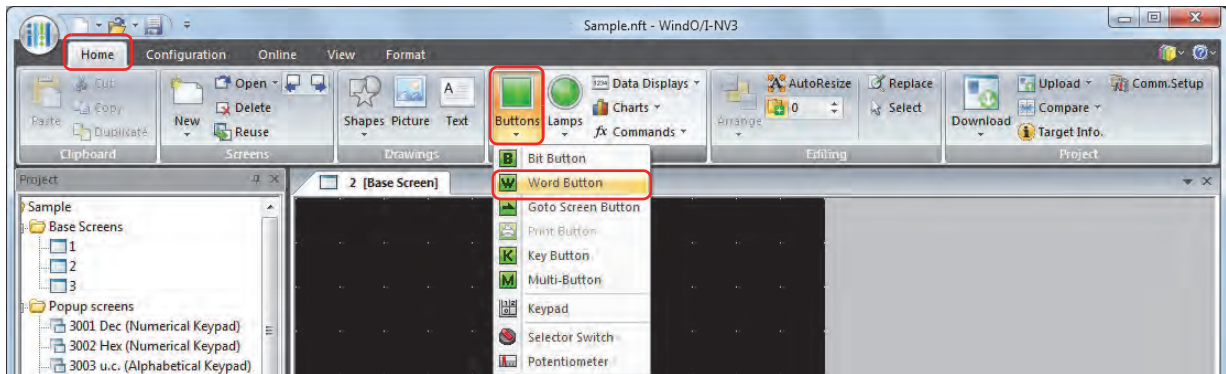 Sample.nft - WindO/I-NV3
Home Configuration Online View Format
Paste Cut Copy Duplicate
Clipboard
New Open Delete Reuse
Screens
Shapes Picture Text A
Drawings
Buttons Lamps 1234 Data Displays Charts fx Commands
Arrange AutoResize 0 Replace Select
Editing
Download Upload Compare Target Info. Comm.Setup
Project
B Bit Button
W Word Button
Goto Screen Button
Print Button
K Key Button
M Multi-Button
Keypad
Selector Switch
Potentiometer
Project
2 [Base Screen]
Sample
Base Screens
1
2
3
Popup screens
3001 Dec (Numerical Keypad)
3002 Hex (Numerical Keypad)
3003 u.c. (Alphabetical Keypad)